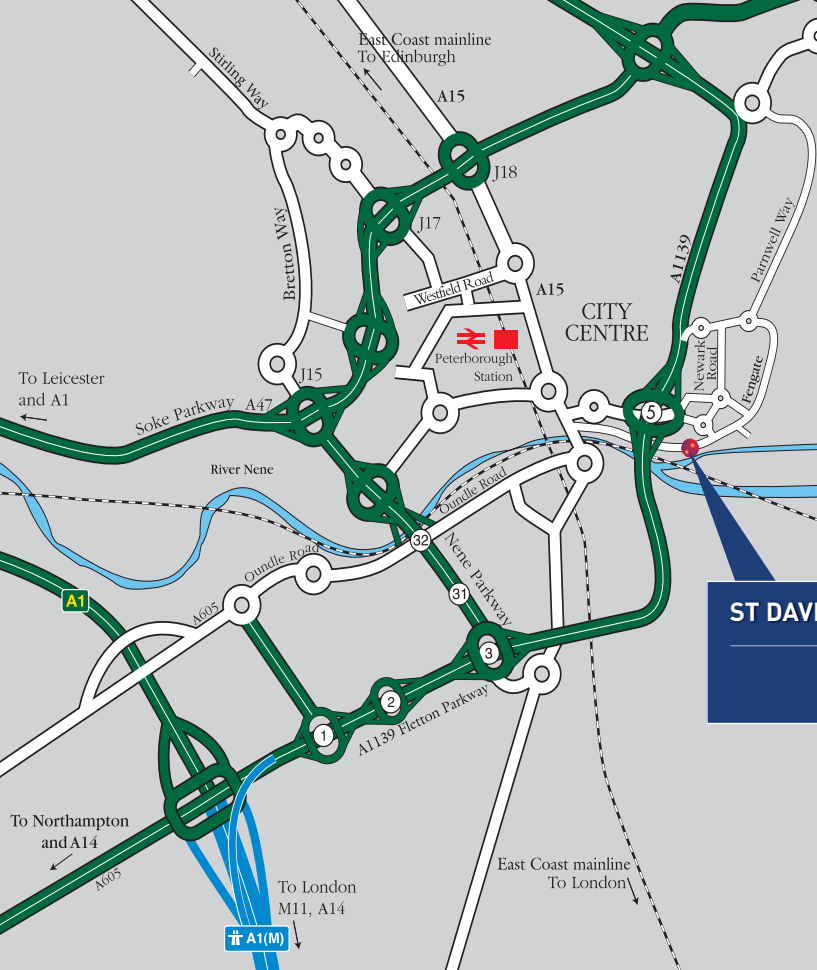 East Coast mainline
To Edinburgh
Stirling Way
A15
J18
J17
Bretton Way
Westfield Road
A15
A1139
Parnwell Way
CITY
CENTRE
Peterborough
Station
Newark
Road
Fengate
J15
To Leicester
and A1
Soke Parkway
A47
5
River Nene
Oundle Road
32
Nene Parkway
Oundle Road
31
A1
A605
ST DAVI
3
2
1
A1139 Fletton Parkway
To Northampton
and A14
A605
East Coast mainline
To London
To London
M11, A14
A1(M)